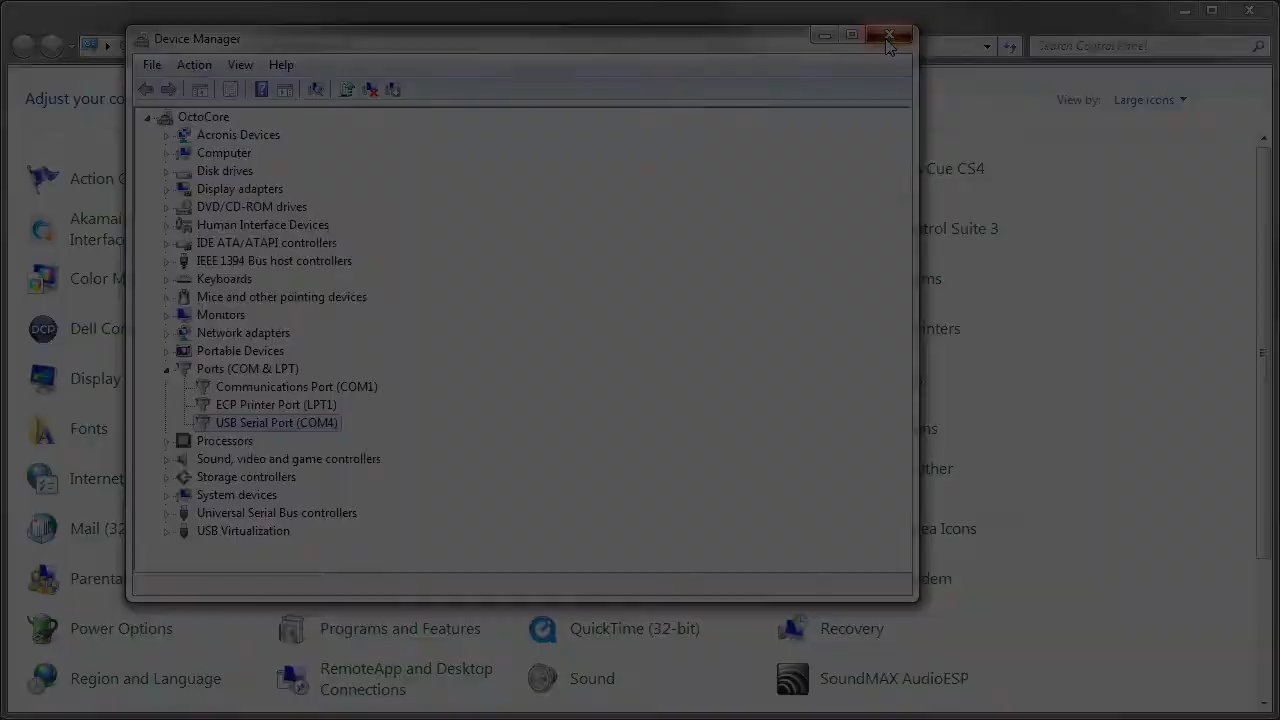 Device Manager
Search Control Panel
File Action View Help
Adjust your co
View by: Large icons
OctoCore
Acronis Devices
Computer
Disk drives
Display adapters
DVD/CD-ROM drives
Human Interface Devices
IDE ATA/ATAPI controllers
IEEE 1394 Bus host controllers
Keyboards
Mice and other pointing devices
Monitors
Network adapters
Portable Devices
Ports (COM & LPT)
Communications Port (COM1)
ECP Printer Port (LPT1)
USB Serial Port (COM4)
Processors
Sound, video and game controllers
Storage controllers
System devices
Universal Serial Bus controllers
USB Virtualization
Action C
Cue CS4
Akamai
Interfac
trol Suite 3
Color M
ms
DCP
Dell Con
inters
Display
Fonts
ns
Internet
ther
Mail (32
ea Icons
Parenta
dem
Power Options
Programs and Features
QuickTime (32-bit)
Recovery
Region and Language
RemoteApp and Desktop
Connections
Sound
SoundMAX AudioESP